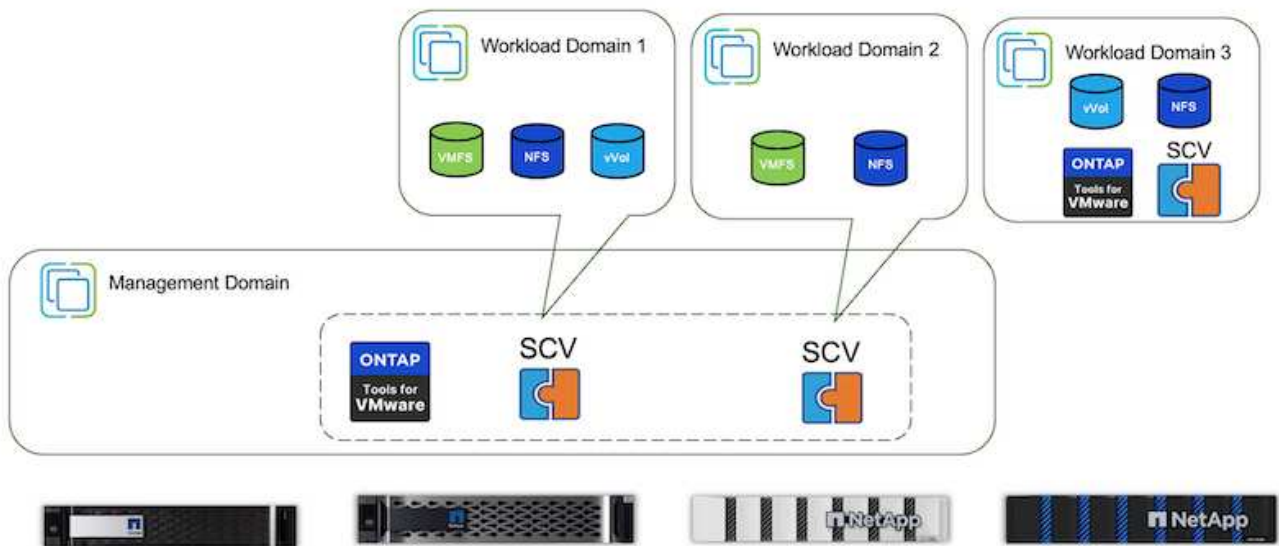 Workload Domain 1
VMFS
NFS
vVol
Workload Domain 2
VMFS
NFS
Workload Domain 3
vVol
NFS
ONTAP
Tools for
VMware
SCV
Management Domain
ONTAP
Tools for
VMware
SCV
SCV
NetApp
NetApp